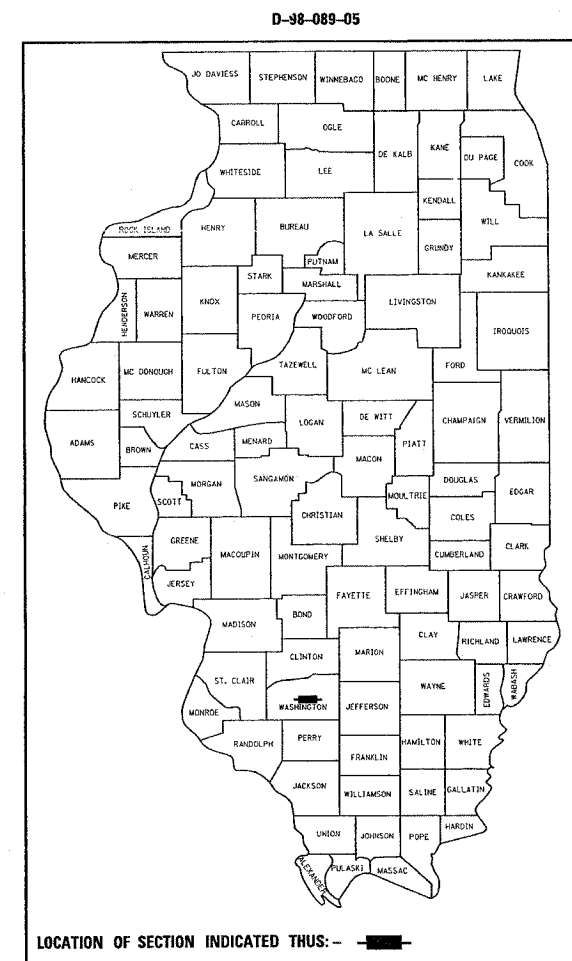 D-98-089-05
JO DAVIESS STEPHENSON WINNEBAGO BOONE MC HENRY LAKE
CARROLL OGLE DE KALB KANE DU PAGE COOK
WHITESIDE LEE
KENDALL
WILL
ROCK ISLAND HENRY BUREAU LA SALLE GRUNDY
MERCER PUTNAM
STARK MARSHALL KANKAKEE
HENDERSON WARREN KNOX PEORIA WOODFORD LIVINGSTON
IROQUOIS
HANCOCK MC DONOUGH FULTON TAZEWELL MC LEAN FORD
MASON
SCHUYLER LOGAN DE WITT CHAMPAIGN VERMILION
ADAMS BROWN CASS MENARD MACON PIATT
MORGAN SANGAMON DOUGLAS
PIKE SCOTT CHRISTIAN MOULTRIE EDGAR
COLES
GREENE MACOUPIN MONTGOMERY SHELBY CUMBERLAND CLARK
CALHOUN JERSEY
FAYETTE EFFINGHAM JASPER CRAWFORD
MADISON BOND
CLAY RICHLAND LAWRENCE
CLINTON MARION
ST. CLAIR WAYNE EDWARDS WABASH
MONROE WASHINGTON JEFFERSON
RANDOLPH PERRY HAMILTON WHITE
FRANKLIN
JACKSON WILLIAMSON SALINE GALLATIN
UNION JOHNSON POPE HARDIN
ALEXANDER PULASKI MASSAC
LOCATION OF SECTION INDICATED THUS: -